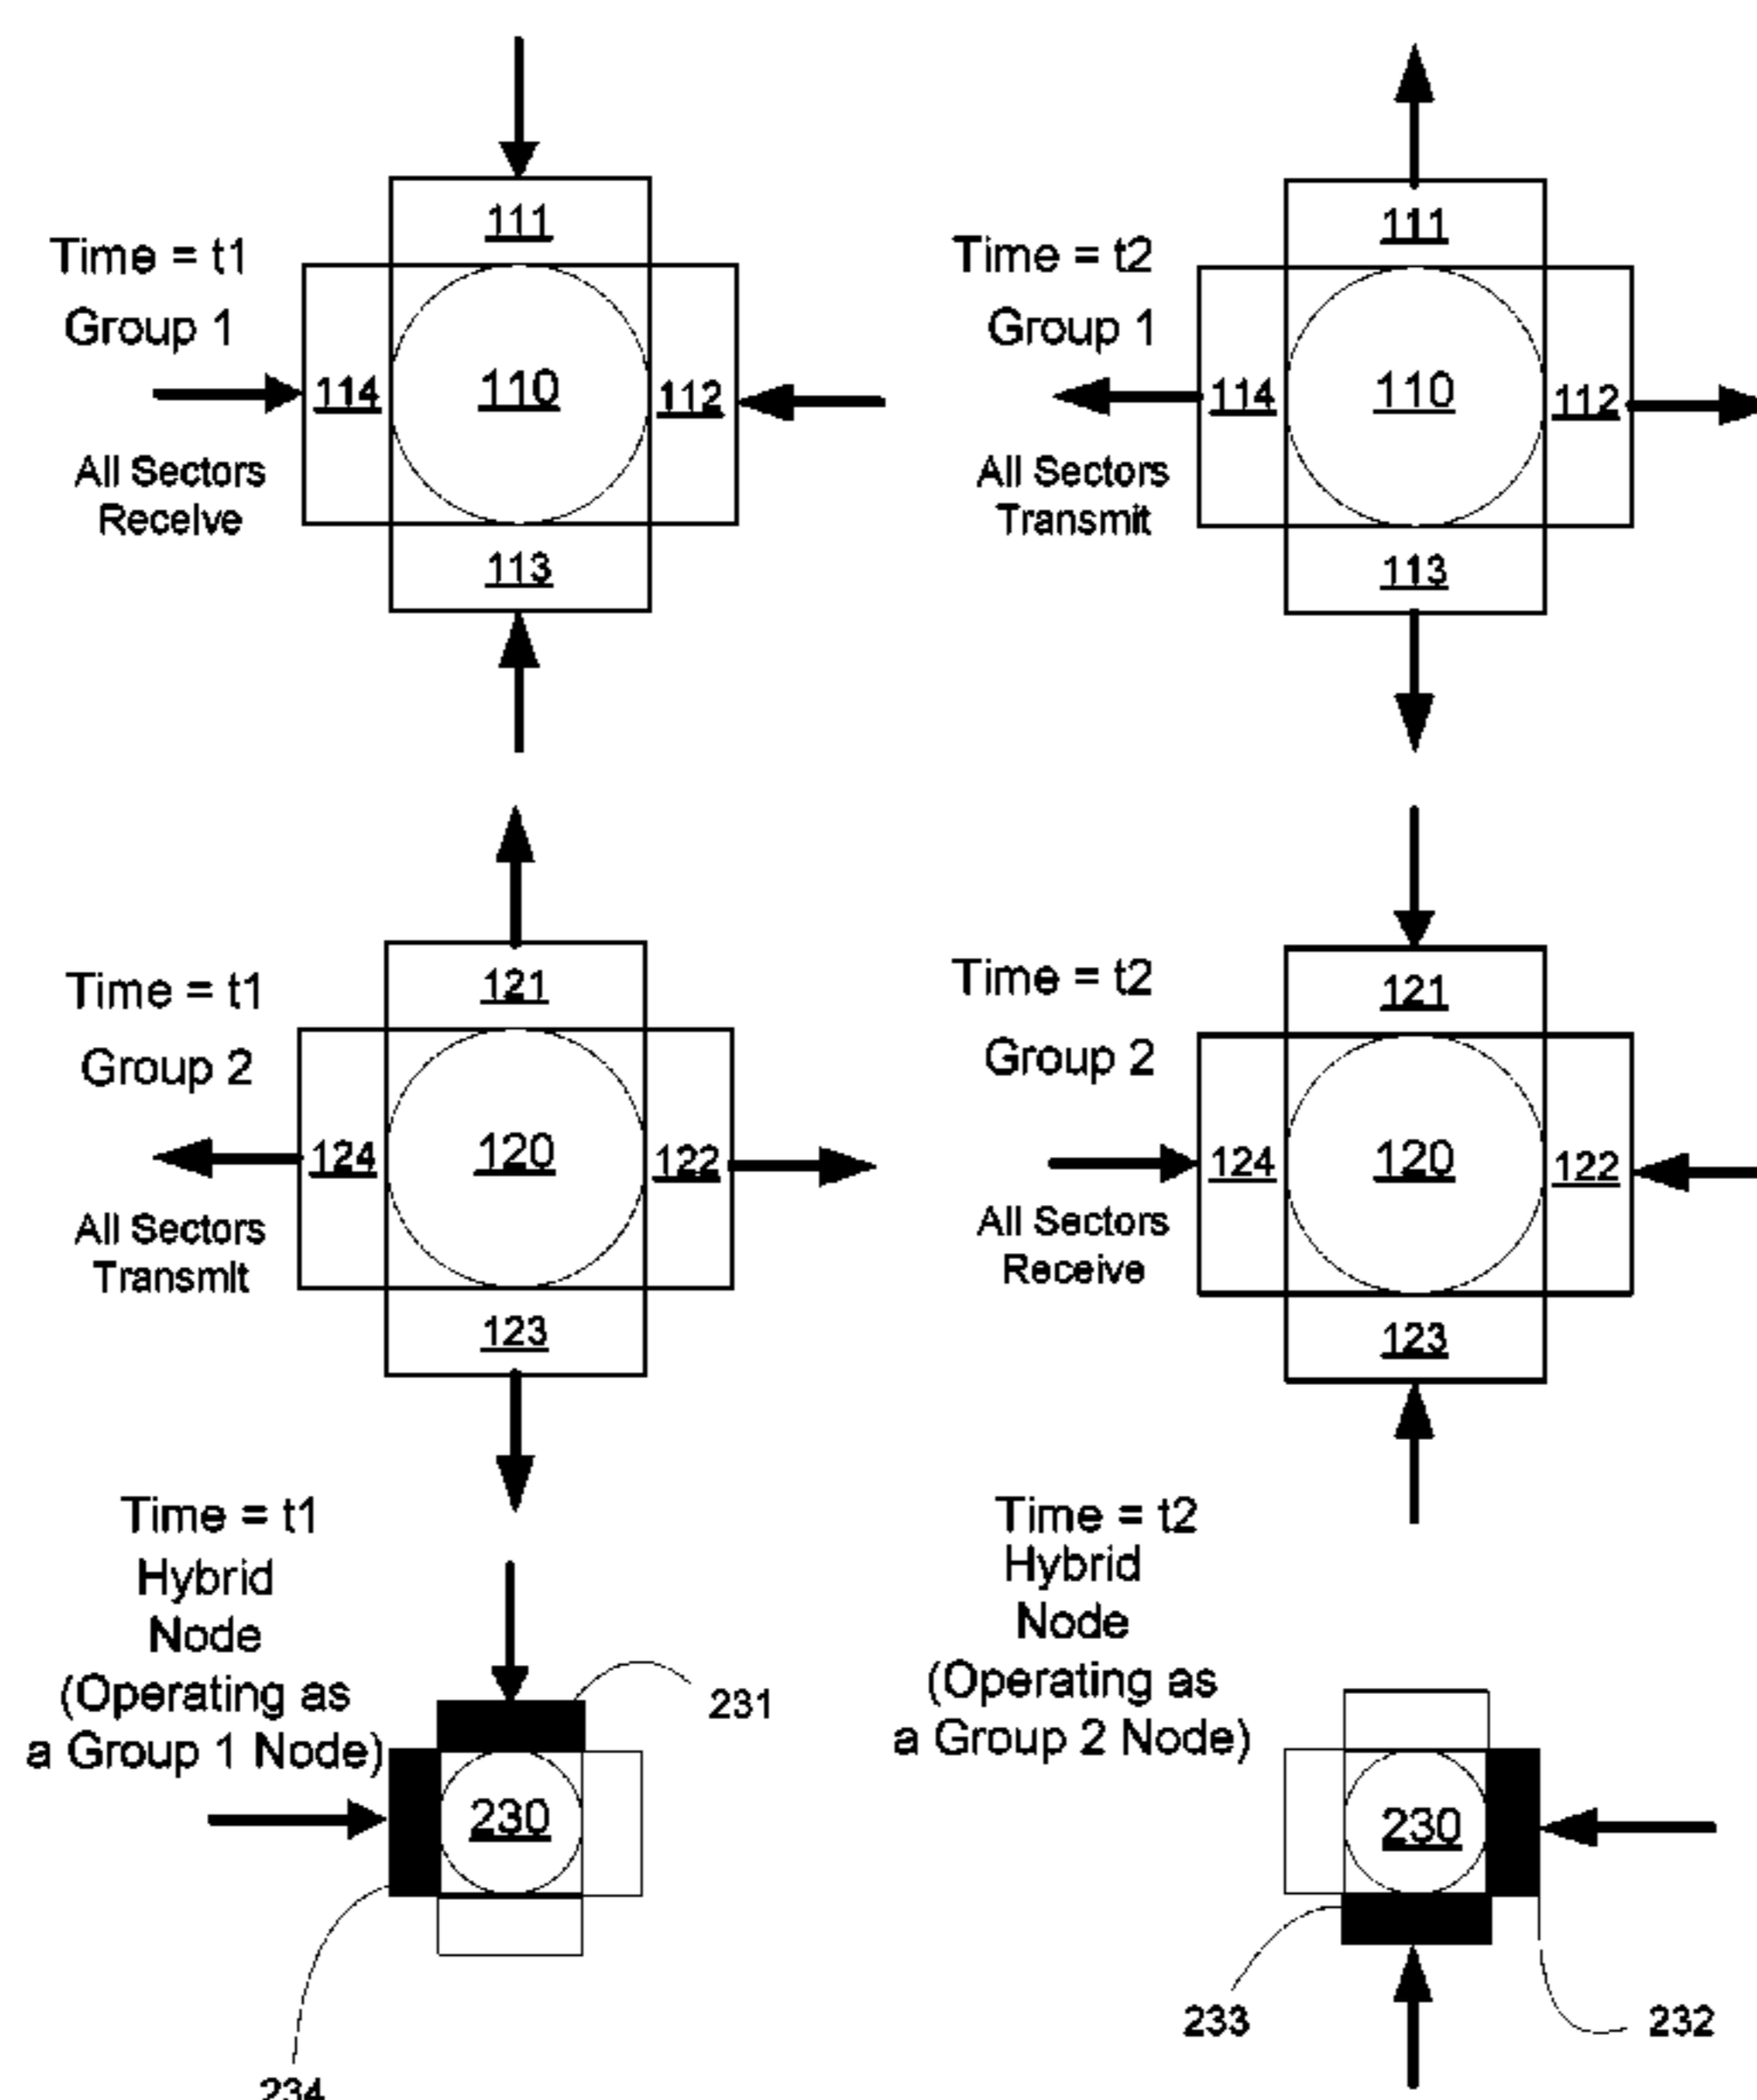 111
Time = t1
Group 1
114
110
112
All Sectors
Receive
113
111
Time = t2
Group 1
114
110
112
All Sectors
Transmit
113
121
Time = t1
Group 2
124
120
122
All Sectors
Transmit
123
121
Time = t2
Group 2
124
120
122
All Sectors
Receive
123
Time = t1
Hybrid
Node
(Operating as
a Group 1 Node)
231
230
234
Time = t2
Hybrid
Node
(Operating as
a Group 2 Node)
230
233
232